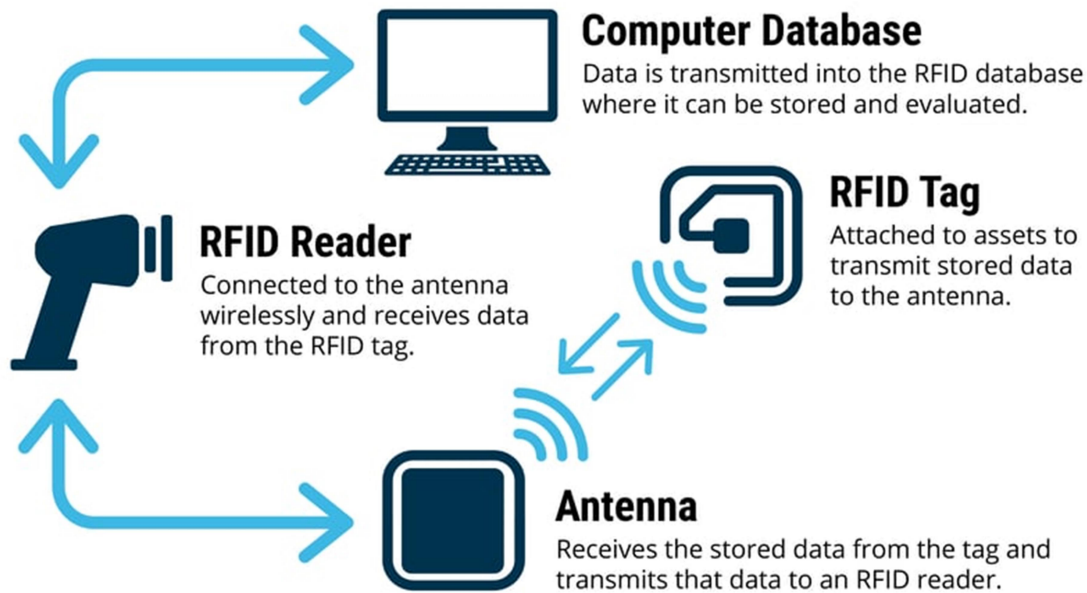 Computer Database
Data is transmitted into the RFID database
where it can be stored and evaluated.
RFID Tag
Attached to assets to
transmit stored data
to the antenna.
RFID Reader
Connected to the antenna
wirelessly and receives data
from the RFID tag.
Antenna
Receives the stored data from the tag and
transmits that data to an RFID reader.